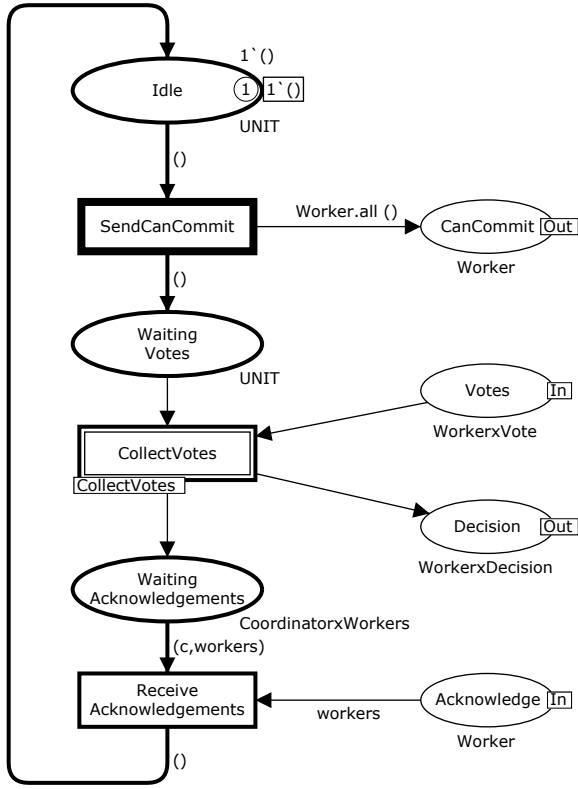 1`()
Idle
1
1`()
UNIT
()
SendCanCommit
Worker.all ()
CanCommit
Out
Worker
()
Waiting
Votes
UNIT
Votes
In
WorkerxVote
CollectVotes
CollectVotes
Decision
Out
WorkerxDecision
Waiting
Acknowledgements
CoordinatorxWorkers
(c,workers)
Receive
Acknowledgements
workers
Acknowledge
In
Worker
()